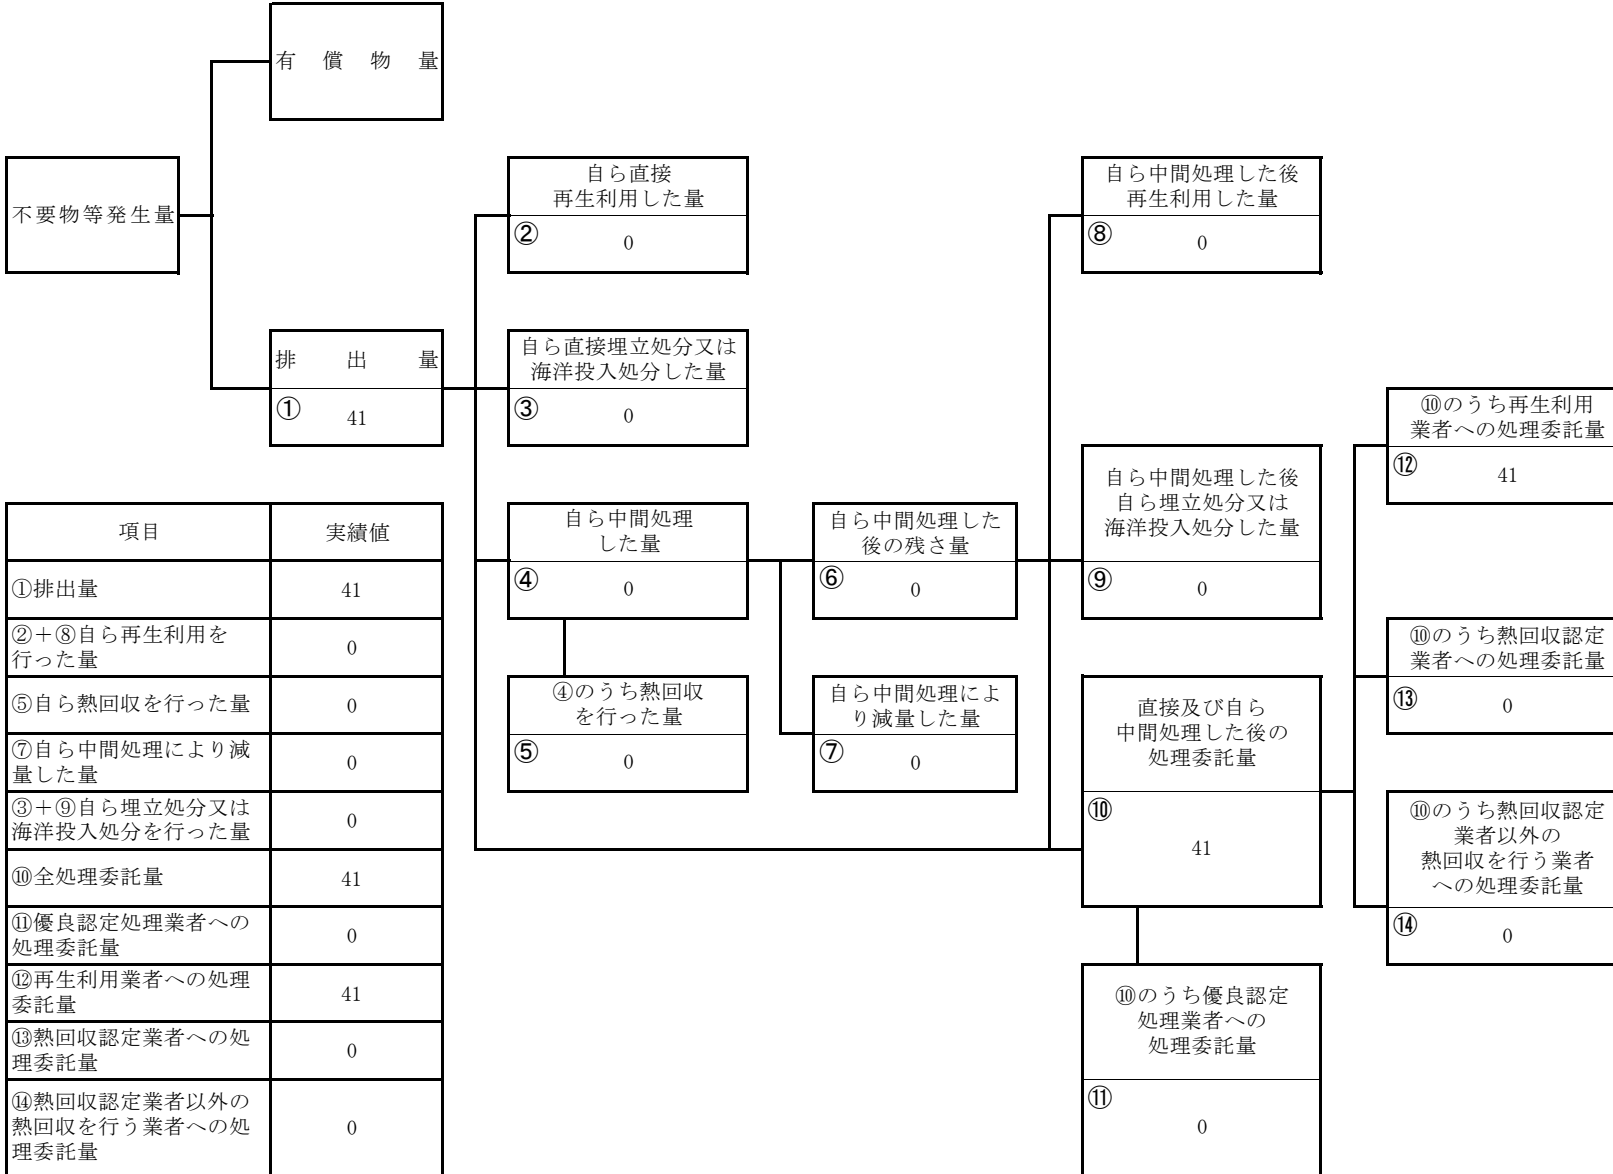 有償物量
不要物等発生量
自ら直接
再生利用した量
②
0
自ら中間処理した後
再生利用した量
⑧
0
排出量
①
41
自ら直接埋立処分又は
海洋投入処分した量
③
0
⑩のうち再生利用
業者への処理委託量
⑫
41
自ら中間処理
した量
④
0
自ら中間処理した
後の残さ量
⑥
0
自ら中間処理した後
自ら埋立処分又は
海洋投入処分した量
⑨
0
⑩のうち熱回収認定
業者への処理委託量
⑬
0
④のうち熱回収
を行った量
⑤
0
自ら中間処理によ
り減量した量
⑦
0
直接及び自ら
中間処理した後の
処理委託量
⑩
41
⑩のうち熱回収認定
業者以外の
熱回収を行う業者
への処理委託量
⑭
0
⑩のうち優良認定
処理業者への
処理委託量
⑪
0
項目 実績値
①排出量 41
②＋⑧自ら再生利用を
行った量 0
⑤自ら熱回収を行った量 0
⑦自ら中間処理により減
量した量 0
③＋⑨自ら埋立処分又は
海洋投入処分を行った量 0
⑩全処理委託量 41
⑪優良認定処理業者への
処理委託量 0
⑫再生利用業者への処理
委託量 41
⑬熱回収認定業者への処
理委託量 0
⑭熱回収認定業者以外の
熱回収を行う業者への処
理委託量 0